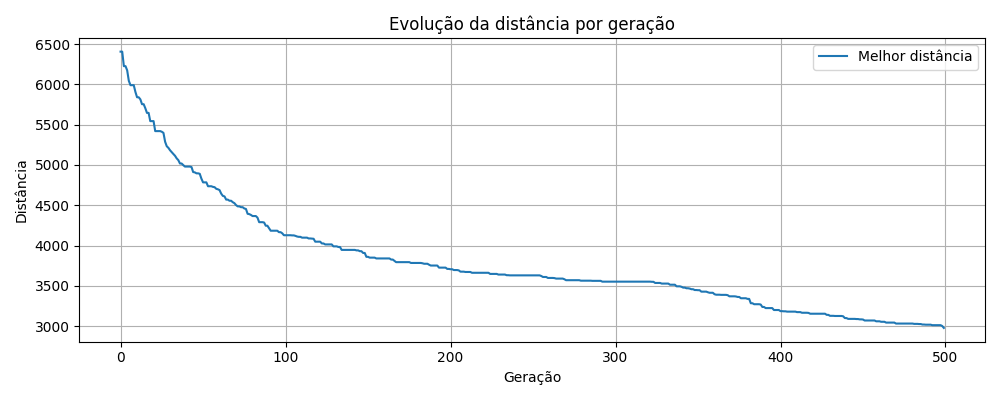 Evolução da distância por geração
Melhor distância
6500
6000
5500
5000
4500
4000
3500
3000
Distância
0 100 200 300 400 500
Geração